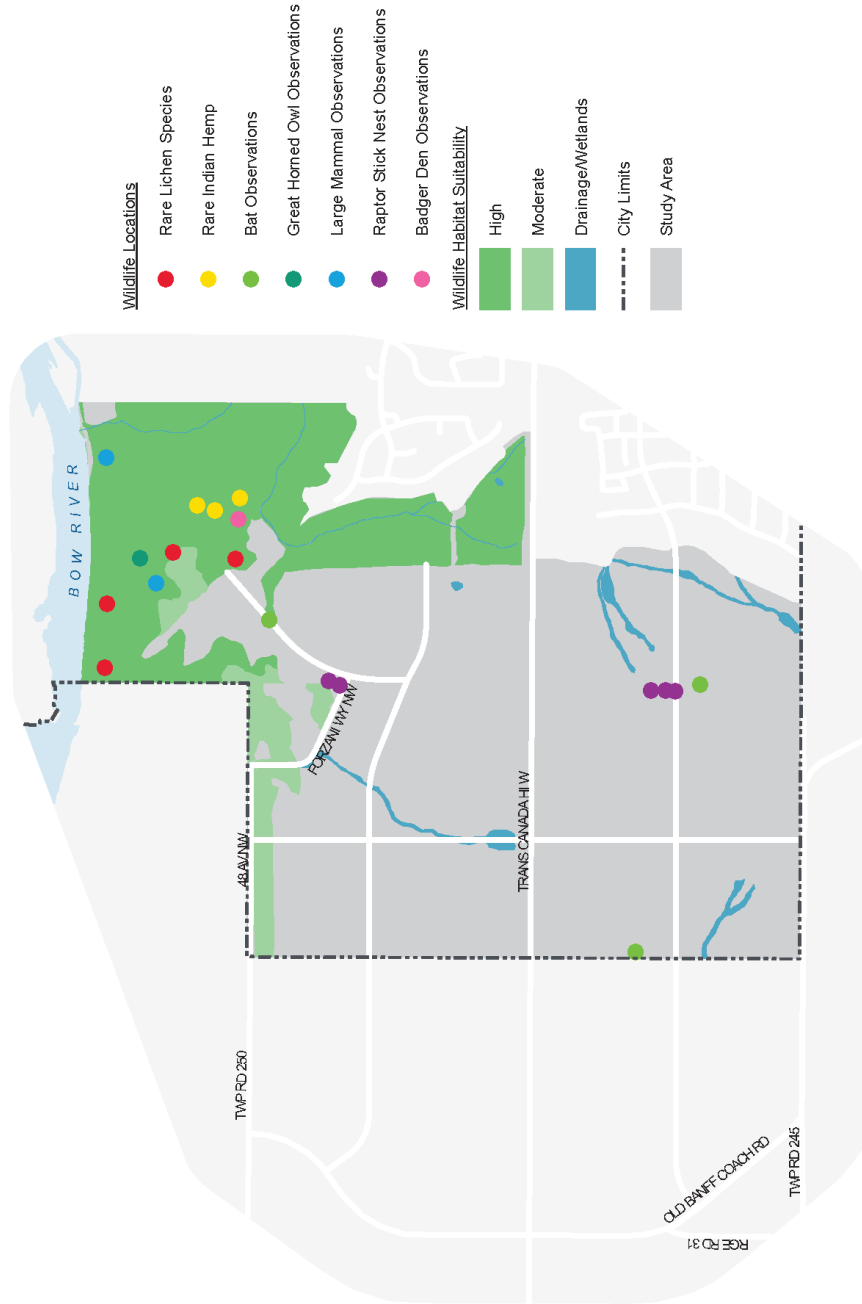 Wildlife Locations
Rare Lichen Species
Rare Indian Hemp
Bat Observations
Great Horned Owl Observations
Large Mammal Observations
Raptor Stick Nest Observations
Badger Den Observations
Wildlife Habitat Suitability
High
Moderate
Drainage/Wetlands
City Limits
Study Area
BOW RIVER
FORZANI WY NW
48 AV NW
TRANS CANADA HI W
TWP RD 250
OLD BANFF COACH RD
TWP RD 245
RGE RD 31